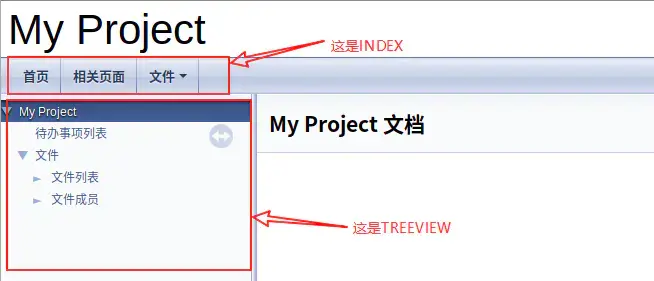 My Project
这是INDEX
首页 相关页面 文件
My Project
待办事项列表
文件
文件列表
文件成员
My Project 文档
这是TREEVIEW